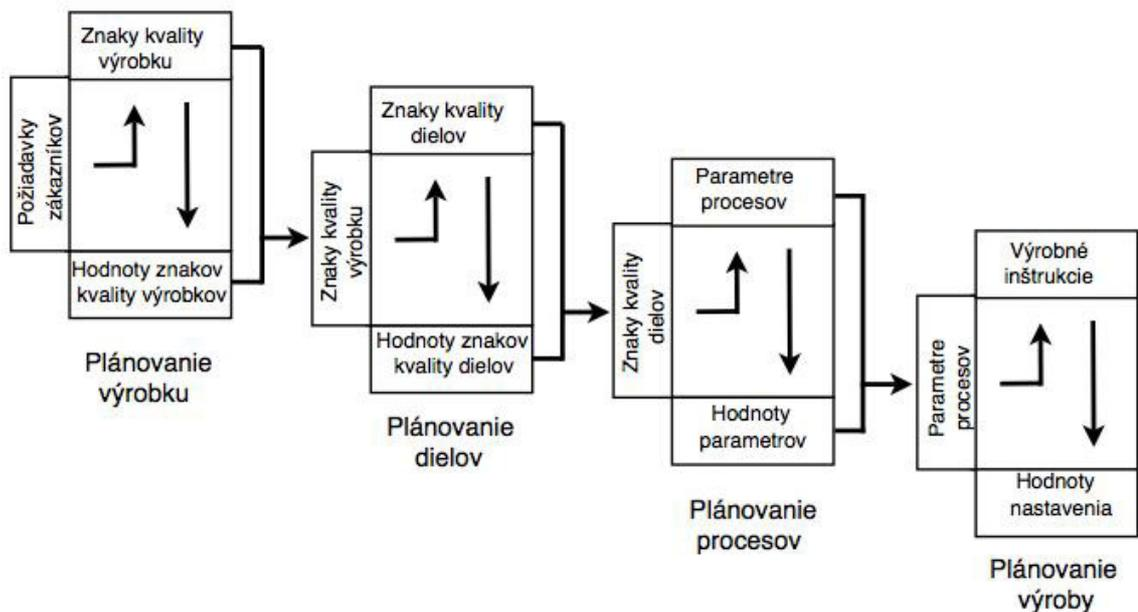 Znaky kvality
výrobku
Požiadavky
zákazníkov
Hodnoty znakov
kvality výrobkov
Plánovanie
výrobku
Znaky kvality
dielov
Znaky kvality
výrobku
Hodnoty znakov
kvality dielov
Plánovanie
dielov
Parametre
procesov
Znaky kvality
dielov
Hodnoty
parametrov
Plánovanie
procesov
Výrobné
inštrukcie
Parametre
procesov
Hodnoty
nastavenia
Plánovanie
výroby